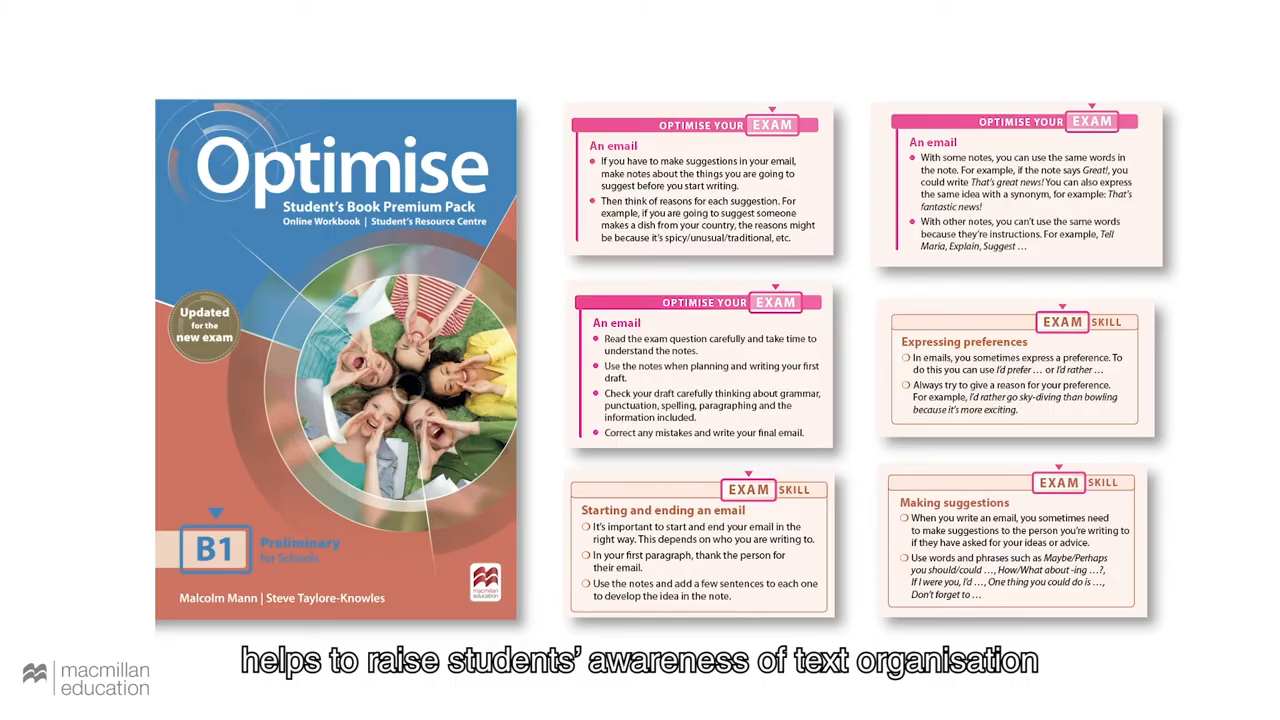 Optimise
Student's Book Premium Pack
Online Workbook | Student's Resource Centre
Updated
for the
new exam
B1
Preliminary
for Schools
Malcolm Mann | Steve Taylore-Knowles
macmillan
education
OPTIMISE YOUR EXAM
An email
If you have to make suggestions in your email,
make notes about the things you are going to
suggest before you start writing.
Then think of reasons for each suggestion. For
example, if you are going to suggest someone
makes a dish from your country, the reasons might
be because it's spicy/unusual/traditional, etc.
OPTIMISE YOUR EXAM
An email
With some notes, you can use the same words in
the note. For example, if the note says Great!, you
could write That's great news! You can also express
the same idea with a synonym, for example: That's
fantastic news!
With other notes, you can't use the same words
because they're instructions. For example, Tell
Maria, Explain, Suggest ...
OPTIMISE YOUR EXAM
An email
Read the exam question carefully and take time to
understand the notes.
Use the notes when planning and writing your first
draft.
Check your draft carefully thinking about grammar,
punctuation, spelling, paragraphing and the
information included.
Correct any mistakes and write your final email.
EXAM SKILL
Expressing preferences
In emails, you sometimes express a preference. To
do this you can use I'd prefer ... or I'd rather ...
Always try to give a reason for your preference.
For example, I'd rather go sky-diving than bowling
because it's more exciting.
EXAM SKILL
Starting and ending an email
It's important to start and end your email in the
right way. This depends on who you are writing to.
In your first paragraph, thank the person for
their email.
Use the notes and add a few sentences to each one
to develop the idea in the note.
EXAM SKILL
Making suggestions
When you write an email, you sometimes need
to make suggestions to the person you're writing to
if they have asked for your ideas or advice.
Use words and phrases such as Maybe/Perhaps
you should/could ..., How/What about -ing ...?,
If I were you, I'd ..., One thing you could do is ...,
Don't forget to ...
helps to raise students' awareness of text organisation
macmillan
education